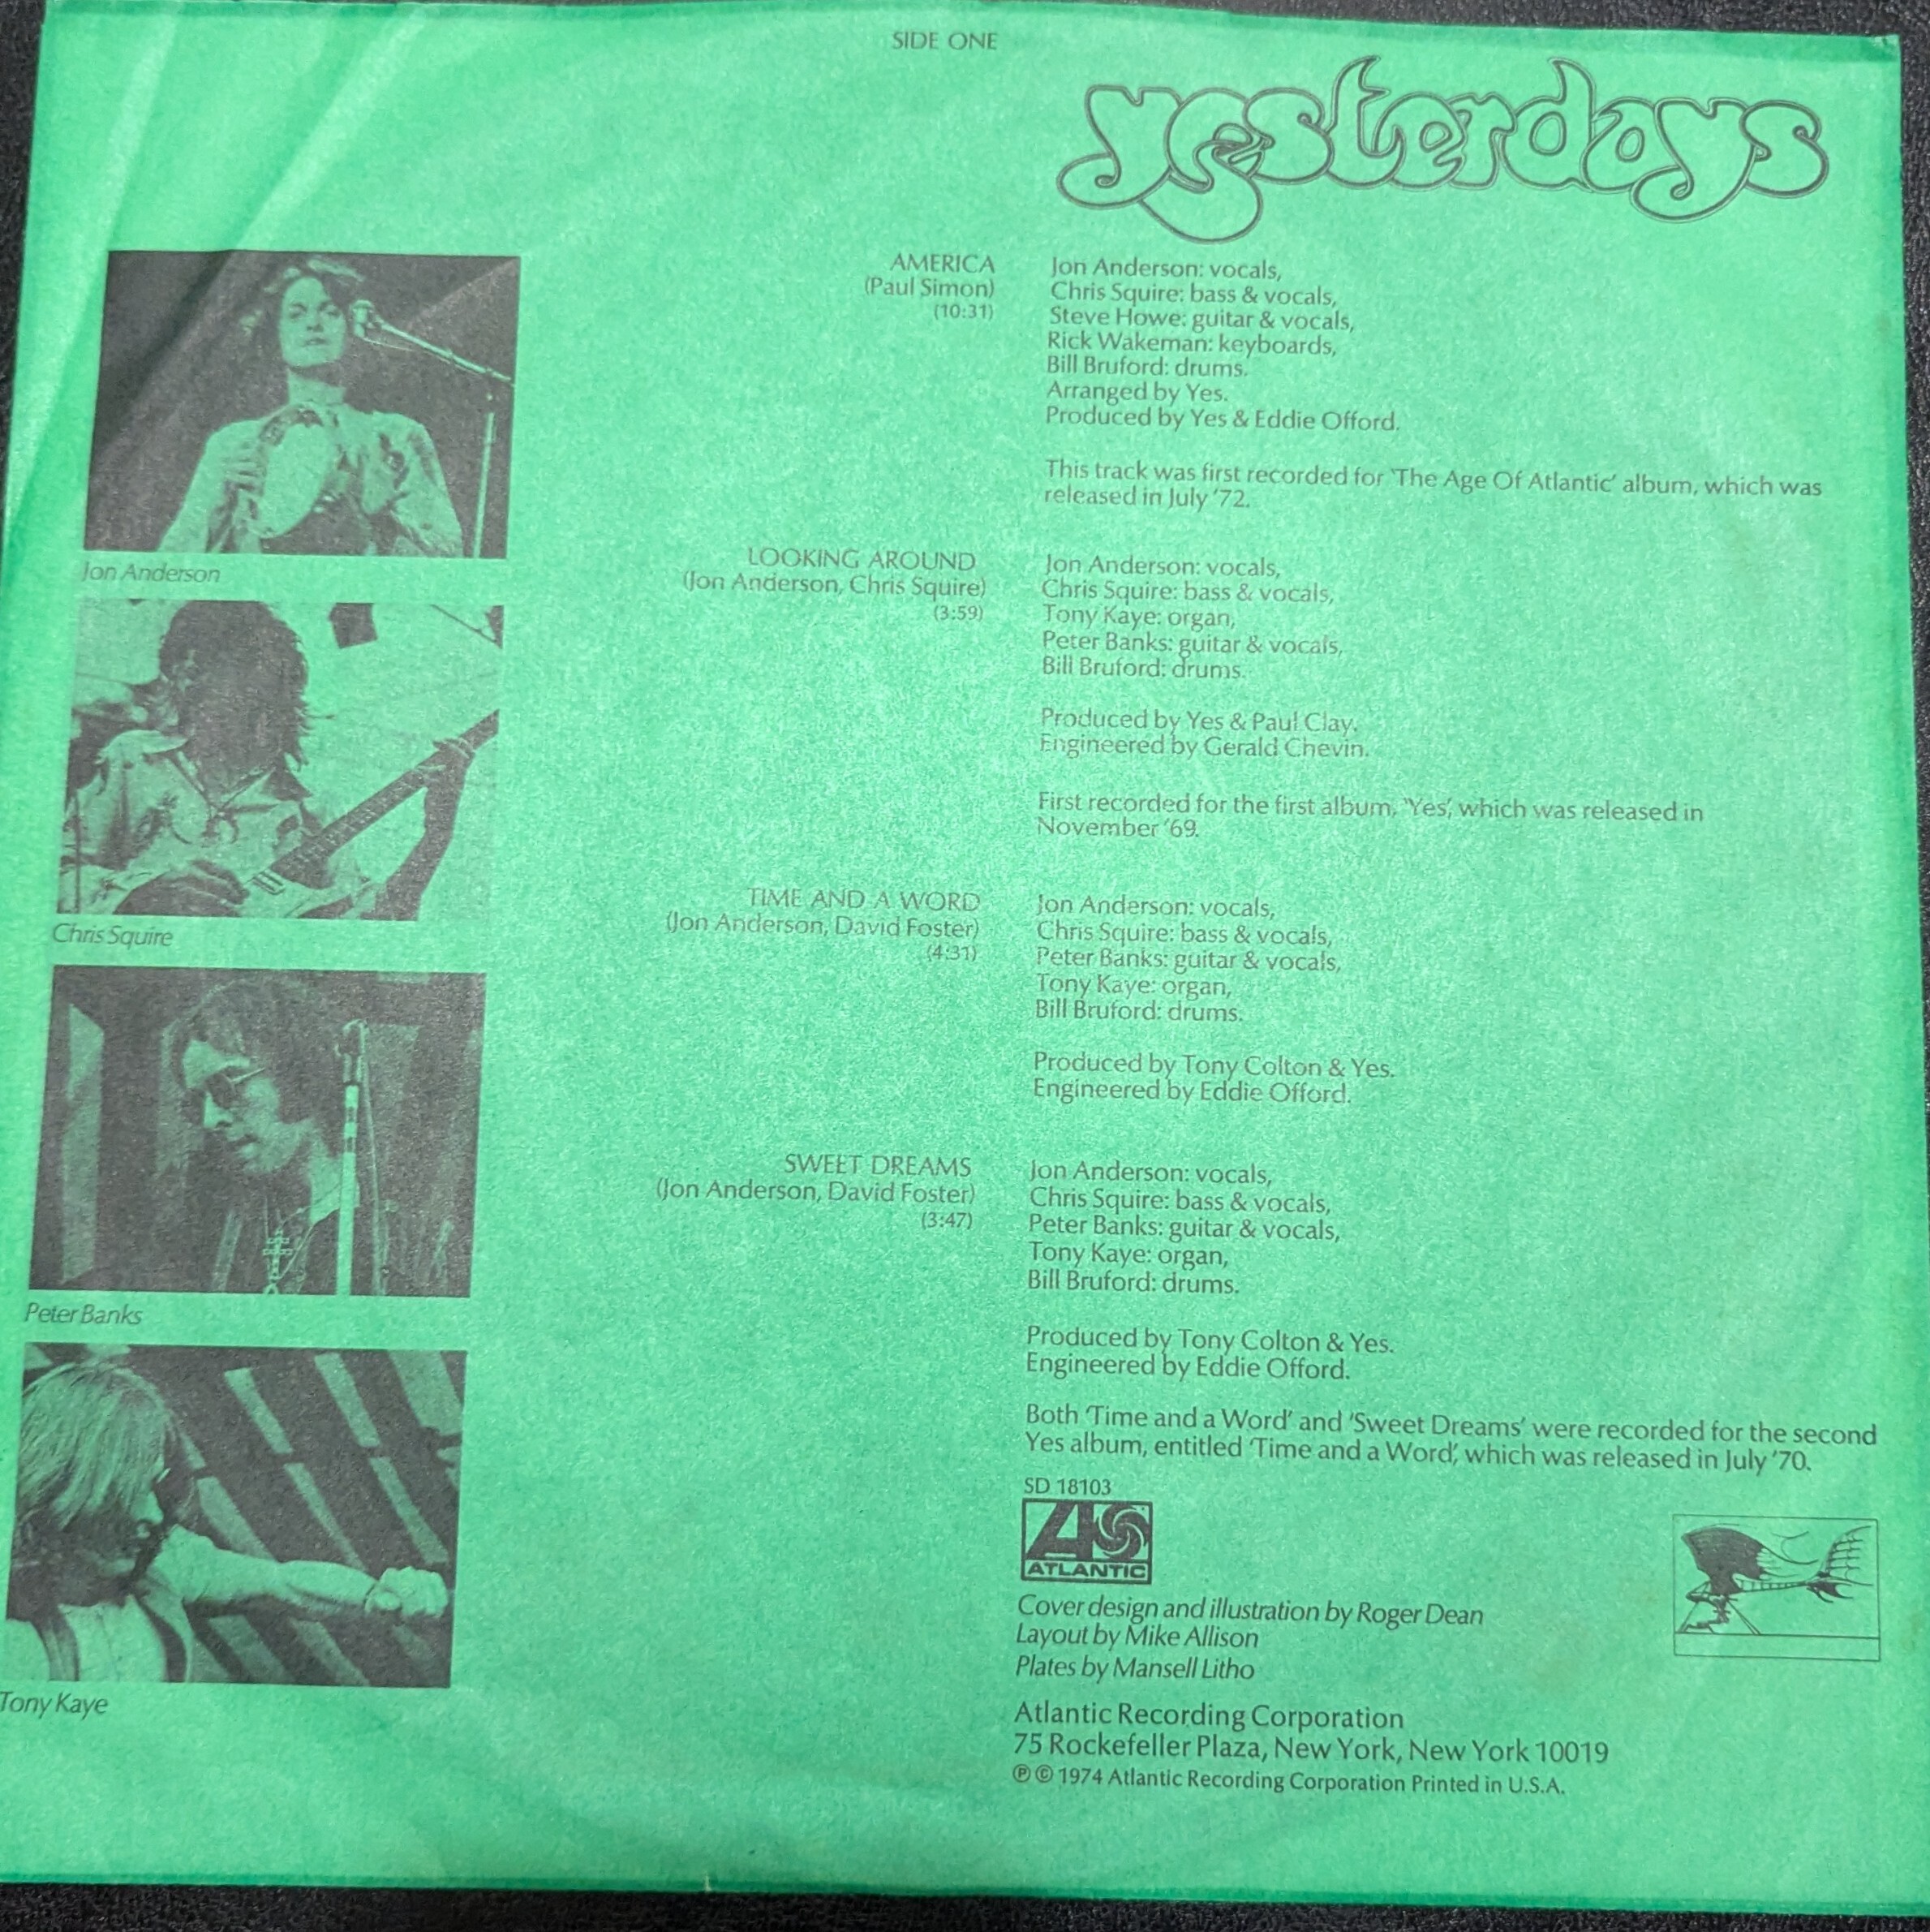 SIDE ONE
yesterdays
AMERICA
(Paul Simon)
(10:31)
Jon Anderson: vocals,
Chris Squire: bass & vocals,
Steve Howe: guitar & vocals,
Rick Wakeman: keyboards,
Bill Bruford: drums.
Arranged by Yes.
Produced by Yes & Eddie Offord.
This track was first recorded for 'The Age Of Atlantic' album, which was
released in July '72.
Jon Anderson
LOOKING AROUND
(Jon Anderson, Chris Squire)
(3:59)
Jon Anderson: vocals,
Chris Squire: bass & vocals,
Tony Kaye: organ,
Peter Banks: guitar & vocals,
Bill Bruford: drums.
Produced by Yes & Paul Clay.
Engineered by Gerald Chevin.
First recorded for the first album, 'Yes', which was released in
November '69.
Chris Squire
TIME AND A WORD
(Jon Anderson, David Foster)
(4:31)
Jon Anderson: vocals,
Chris Squire: bass & vocals,
Peter Banks: guitar & vocals,
Tony Kaye: organ,
Bill Bruford: drums.
Produced by Tony Colton & Yes.
Engineered by Eddie Offord.
Peter Banks
SWEET DREAMS
(Jon Anderson, David Foster)
(3:47)
Jon Anderson: vocals,
Chris Squire: bass & vocals,
Peter Banks: guitar & vocals,
Tony Kaye: organ,
Bill Bruford: drums.
Produced by Tony Colton & Yes.
Engineered by Eddie Offord.
Both 'Time and a Word' and 'Sweet Dreams' were recorded for the second
Yes album, entitled 'Time and a Word', which was released in July '70.
Tony Kaye
SD 18103
ATLANTIC
Cover design and illustration by Roger Dean
Layout by Mike Allison
Plates by Mansell Litho
Atlantic Recording Corporation
75 Rockefeller Plaza, New York, New York 10019
℗ © 1974 Atlantic Recording Corporation Printed in U.S.A.